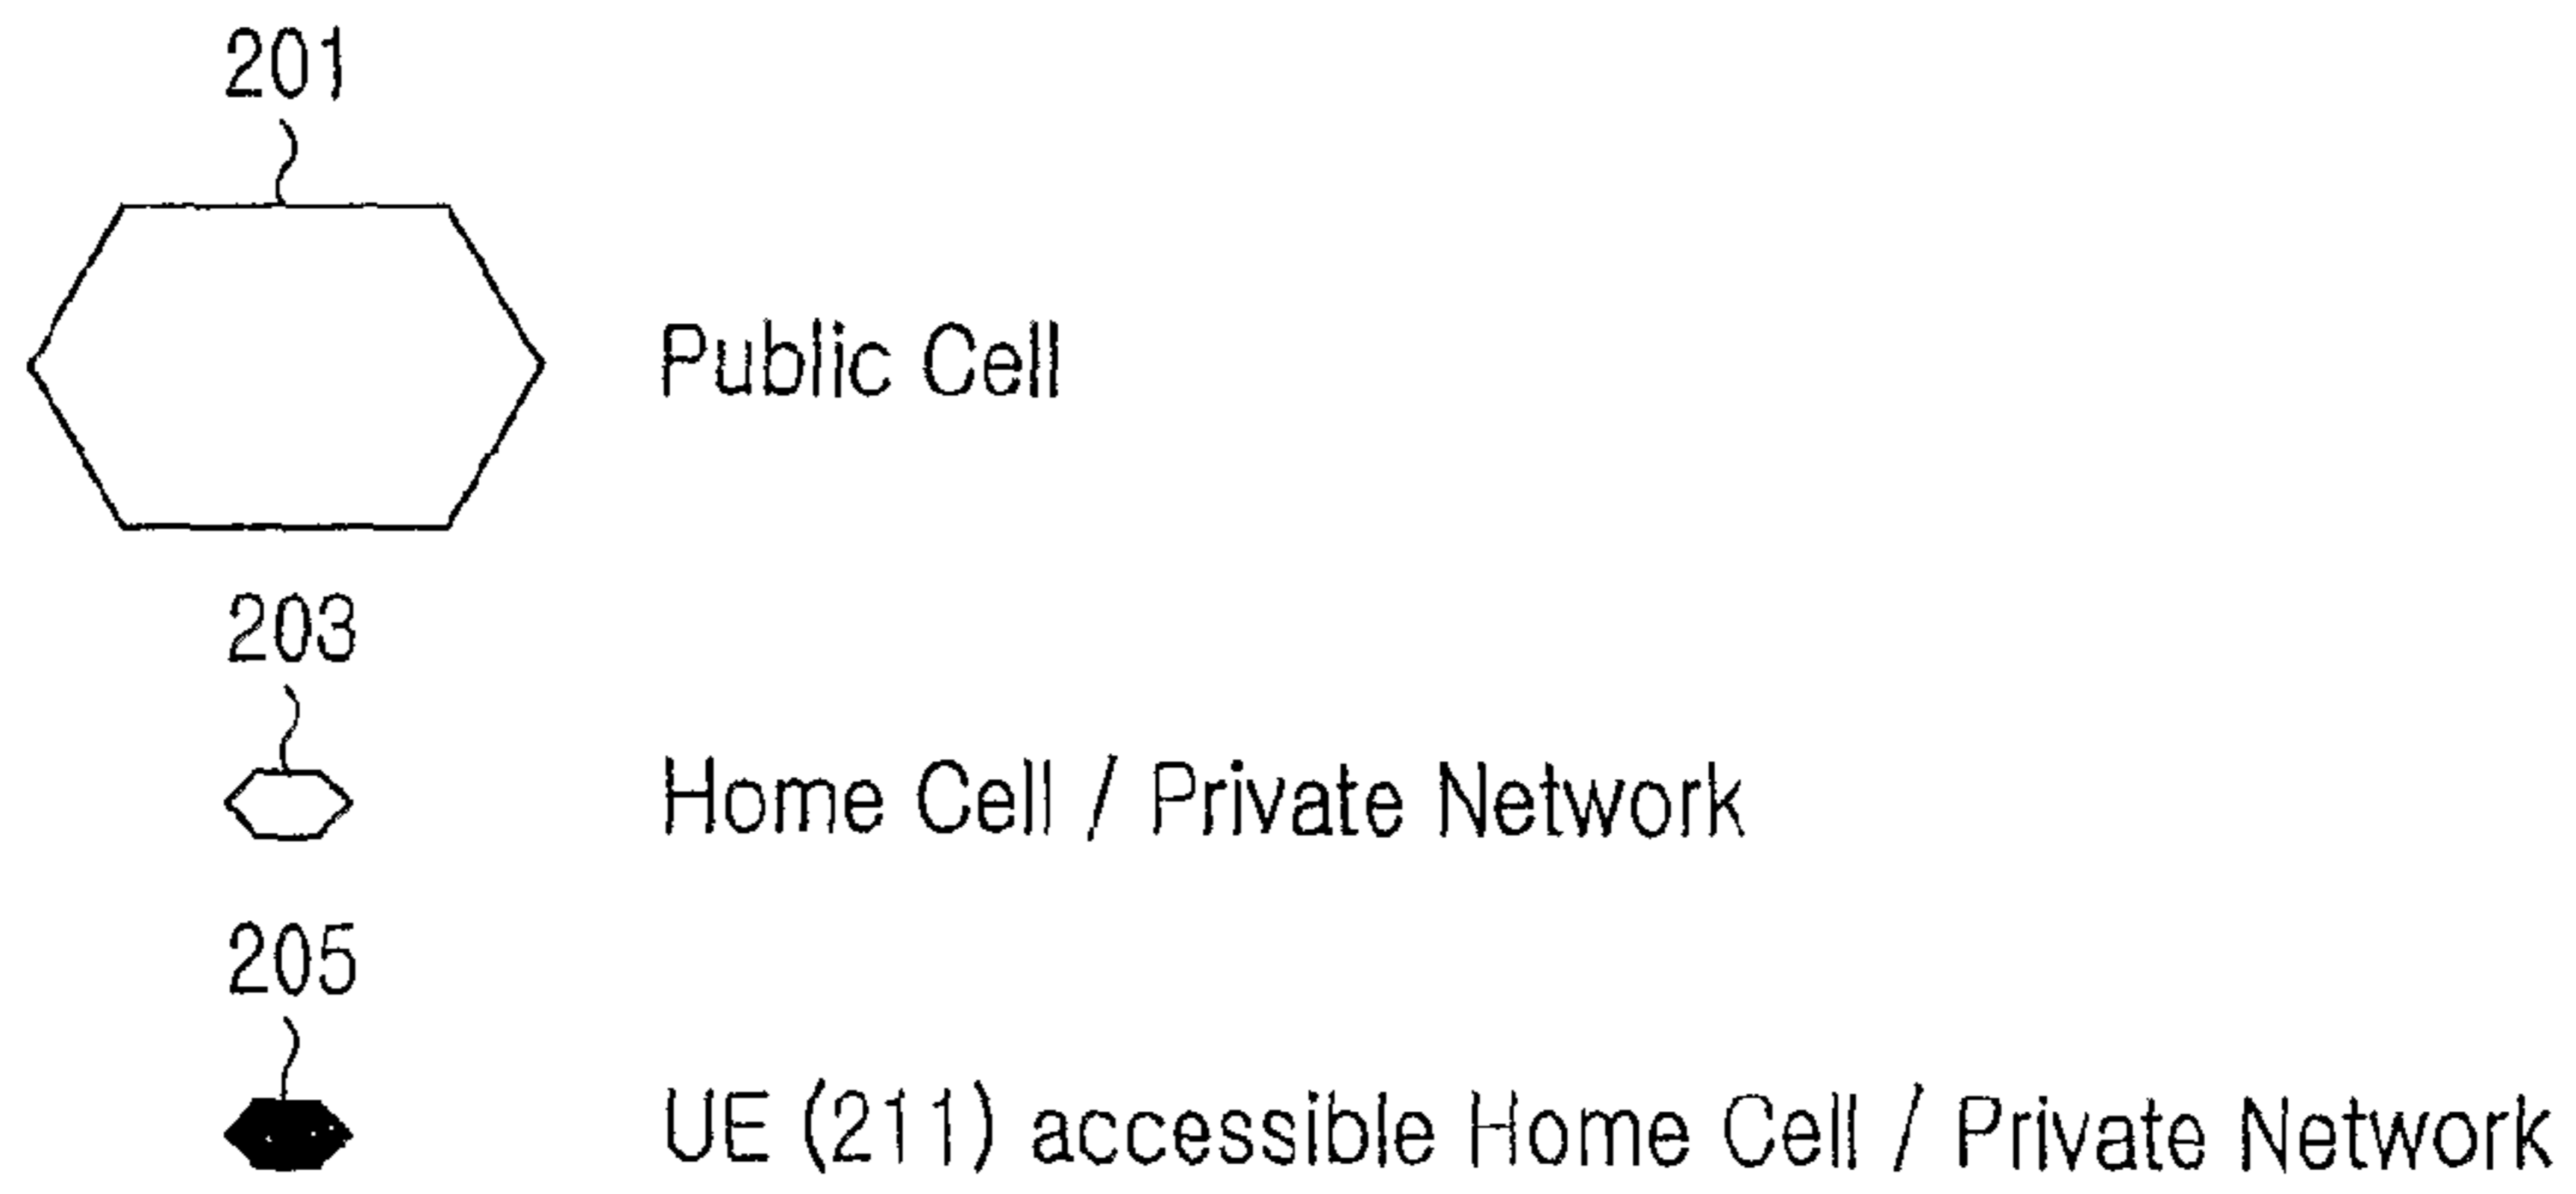 201
Public Cell
203
Home Cell / Private Network
205
UE (211) accessible Home Cell / Private Network